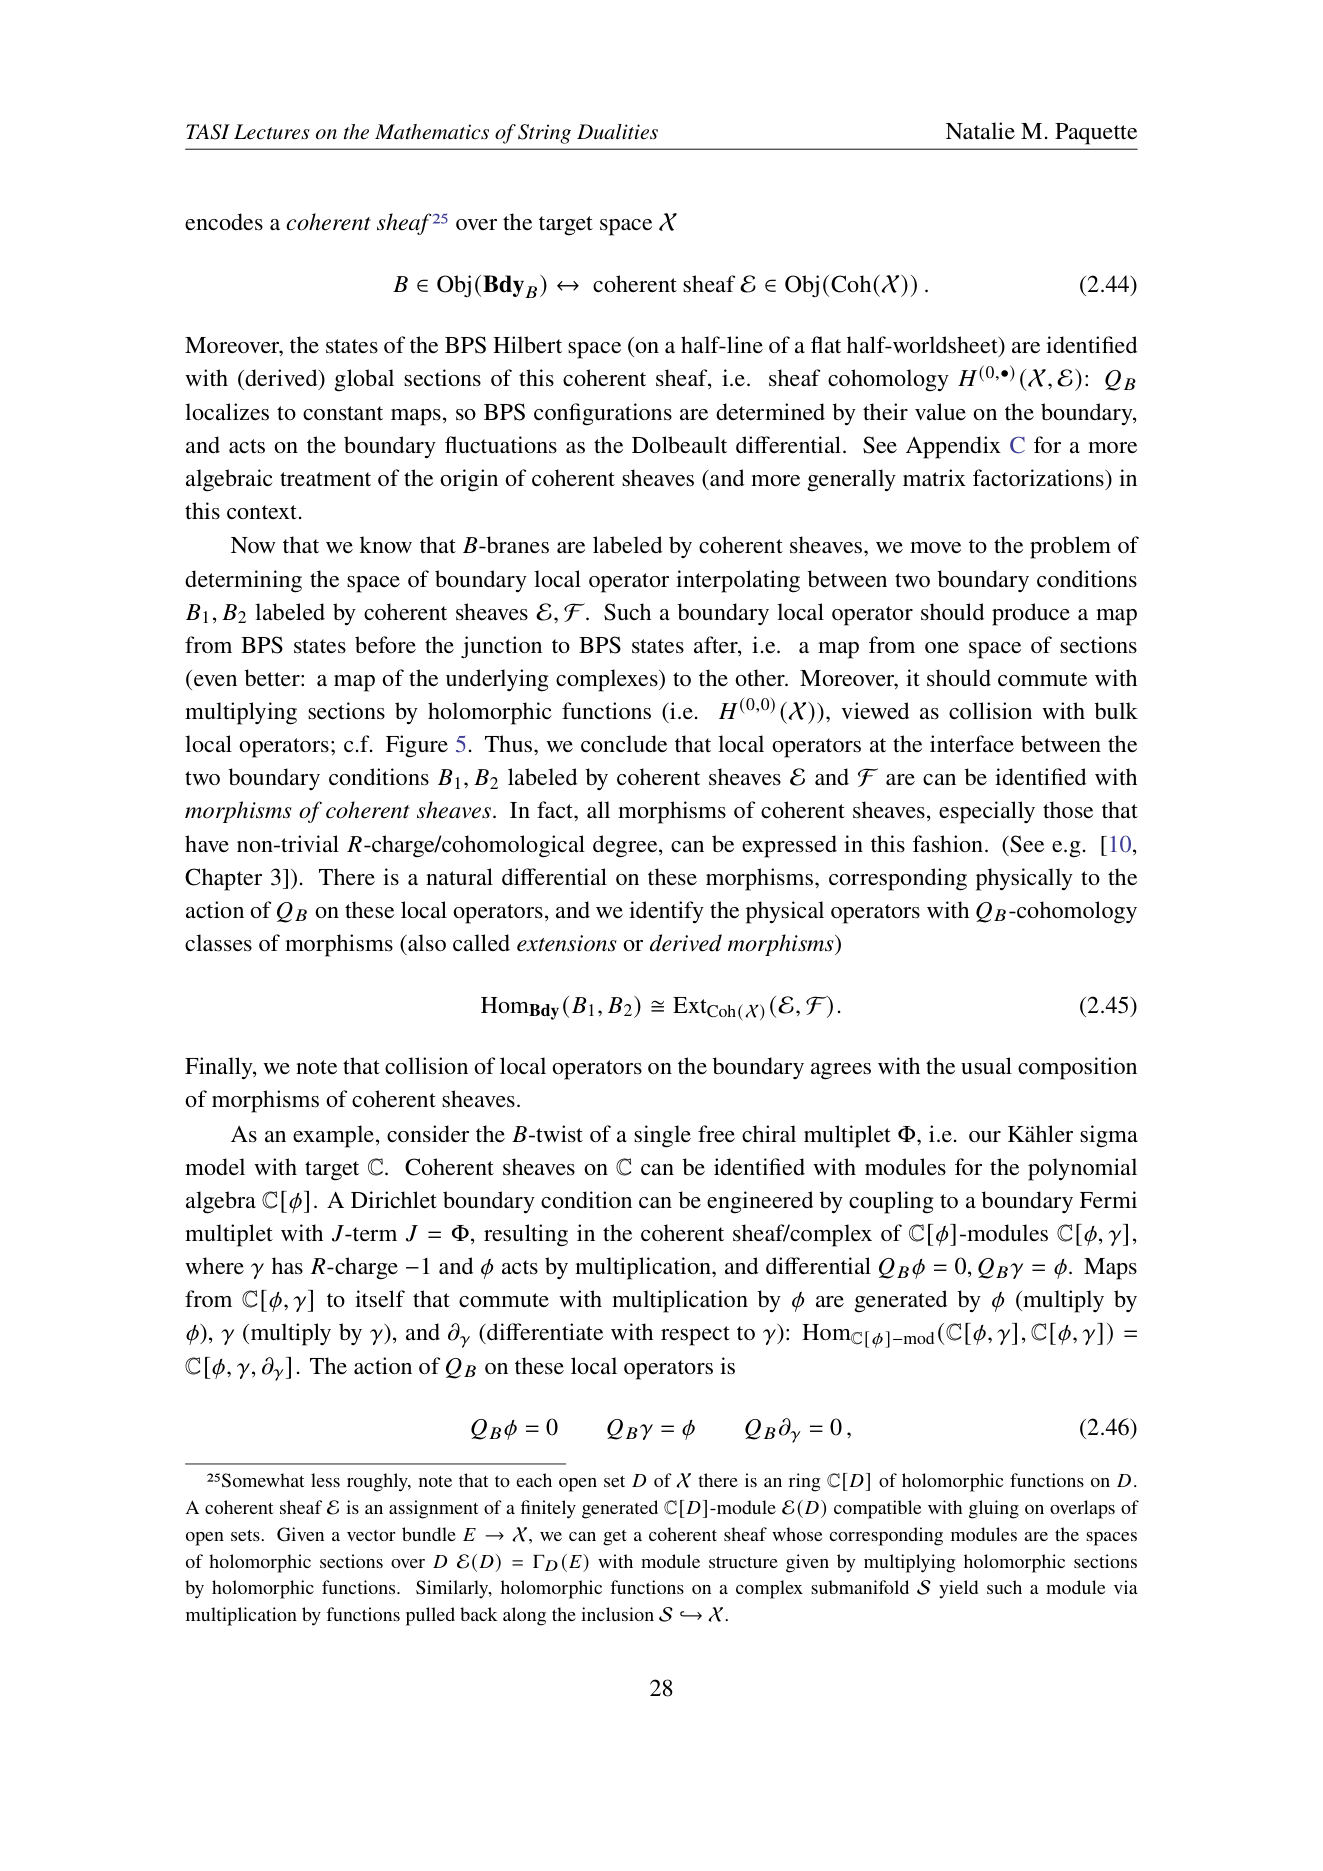 TASI Lectures on the Mathematics of String Dualities Natalie M. Paquette
encodes a coherent sheaf 25 over the target space 𝒳
B ∈ Obj(Bdy_B) ↔ coherent sheaf ℰ ∈ Obj(Coh(𝒳)) . (2.44)
Moreover, the states of the BPS Hilbert space (on a half-line of a flat half-worldsheet) are identified
with (derived) global sections of this coherent sheaf, i.e. sheaf cohomology H^{(0,•)}(𝒳, ℰ): Q_B
localizes to constant maps, so BPS configurations are determined by their value on the boundary,
and acts on the boundary fluctuations as the Dolbeault differential. See Appendix C for a more
algebraic treatment of the origin of coherent sheaves (and more generally matrix factorizations) in
this context.
Now that we know that B-branes are labeled by coherent sheaves, we move to the problem of
determining the space of boundary local operator interpolating between two boundary conditions
B₁, B₂ labeled by coherent sheaves ℰ, ℱ. Such a boundary local operator should produce a map
from BPS states before the junction to BPS states after, i.e. a map from one space of sections
(even better: a map of the underlying complexes) to the other. Moreover, it should commute with
multiplying sections by holomorphic functions (i.e. H^{(0,0)}(𝒳)), viewed as collision with bulk
local operators; c.f. Figure 5. Thus, we conclude that local operators at the interface between the
two boundary conditions B₁, B₂ labeled by coherent sheaves ℰ and ℱ are can be identified with
morphisms of coherent sheaves. In fact, all morphisms of coherent sheaves, especially those that
have non-trivial R-charge/cohomological degree, can be expressed in this fashion. (See e.g. [10,
Chapter 3]). There is a natural differential on these morphisms, corresponding physically to the
action of Q_B on these local operators, and we identify the physical operators with Q_B-cohomology
classes of morphisms (also called extensions or derived morphisms)
Hom_Bdy(B₁, B₂) ≅ Ext_{Coh(𝒳)}(ℰ, ℱ). (2.45)
Finally, we note that collision of local operators on the boundary agrees with the usual composition
of morphisms of coherent sheaves.
As an example, consider the B-twist of a single free chiral multiplet Φ, i.e. our Kähler sigma
model with target ℂ. Coherent sheaves on ℂ can be identified with modules for the polynomial
algebra ℂ[ϕ]. A Dirichlet boundary condition can be engineered by coupling to a boundary Fermi
multiplet with J-term J = Φ, resulting in the coherent sheaf/complex of ℂ[ϕ]-modules ℂ[ϕ, γ],
where γ has R-charge −1 and ϕ acts by multiplication, and differential Q_Bϕ = 0, Q_Bγ = ϕ. Maps
from ℂ[ϕ, γ] to itself that commute with multiplication by ϕ are generated by ϕ (multiply by
ϕ), γ (multiply by γ), and ∂_γ (differentiate with respect to γ): Hom_{ℂ[ϕ]−mod}(ℂ[ϕ, γ], ℂ[ϕ, γ]) =
ℂ[ϕ, γ, ∂_γ]. The action of Q_B on these local operators is
Q_Bϕ = 0 Q_Bγ = ϕ Q_B∂_γ = 0 , (2.46)
25Somewhat less roughly, note that to each open set D of 𝒳 there is an ring ℂ[D] of holomorphic functions on D.
A coherent sheaf ℰ is an assignment of a finitely generated ℂ[D]-module ℰ(D) compatible with gluing on overlaps of
open sets. Given a vector bundle E → 𝒳, we can get a coherent sheaf whose corresponding modules are the spaces
of holomorphic sections over D ℰ(D) = Γ_D(E) with module structure given by multiplying holomorphic sections
by holomorphic functions. Similarly, holomorphic functions on a complex submanifold 𝒮 yield such a module via
multiplication by functions pulled back along the inclusion 𝒮 ↪ 𝒳.
28